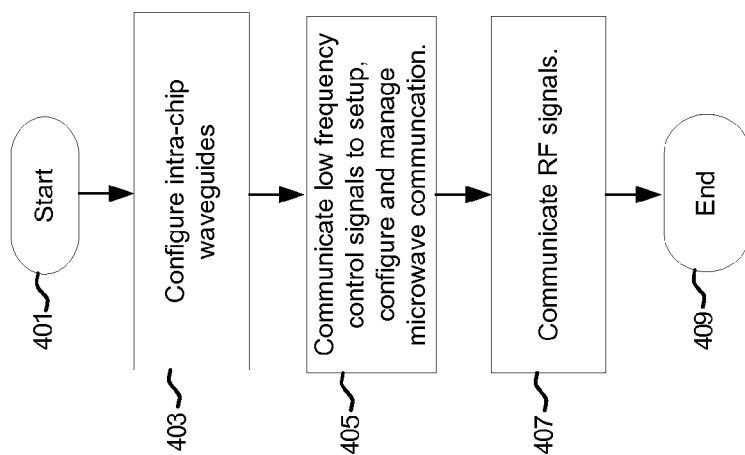 Start
401
Configure intra-chip
waveguides
403
Communicate low frequency
control signals to setup,
configure and manage
microwave communcation.
405
Communicate RF signals.
407
End
409